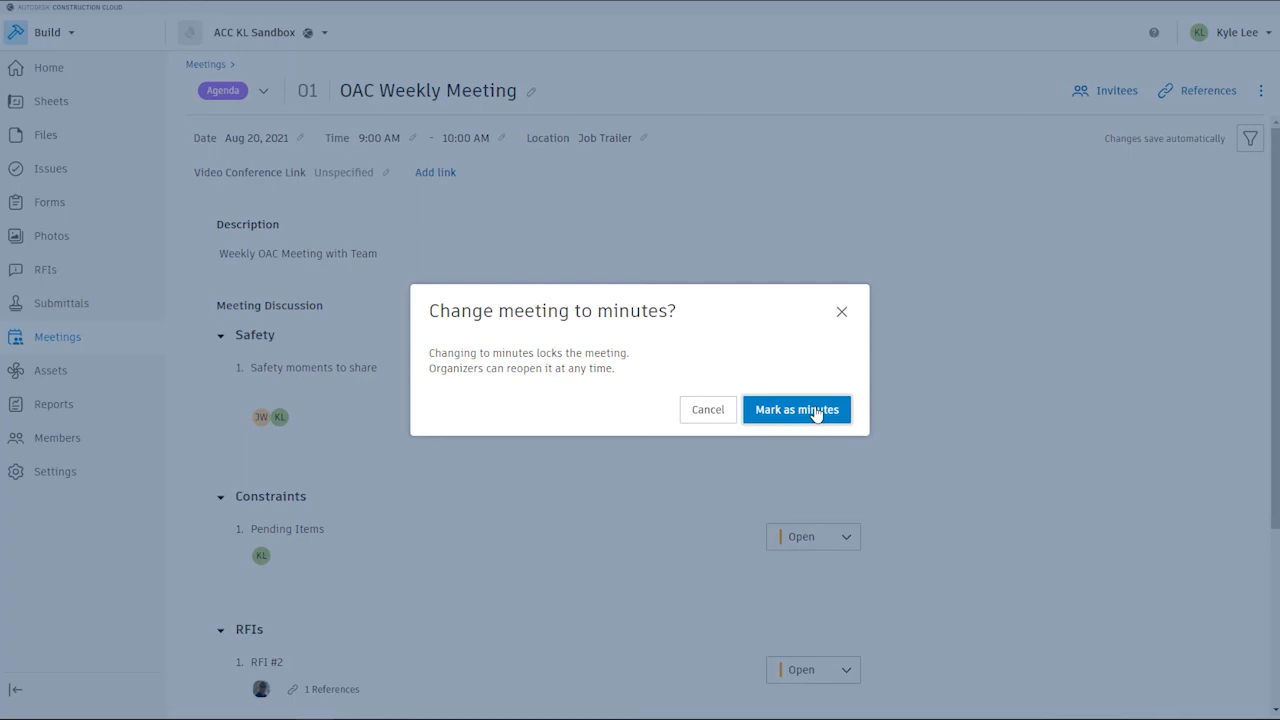 AUTODESK CONSTRUCTION CLOUD
Build
ACC KL Sandbox
KL Kyle Lee
Home
Sheets
Files
Issues
Forms
Photos
RFIs
Submittals
Meetings
Assets
Reports
Members
Settings
Meetings >
Agenda 01 OAC Weekly Meeting
Invitees References
Date Aug 20, 2021 Time 9:00 AM - 10:00 AM Location Job Trailer
Changes save automatically
Video Conference Link Unspecified Add link
Description
Weekly OAC Meeting with Team
Meeting Discussion
Safety
1. Safety moments to share
JW KL
Change meeting to minutes?
Changing to minutes locks the meeting.
Organizers can reopen it at any time.
Cancel Mark as minutes
Constraints
1. Pending Items Open
KL
RFIs
1. RFI #2 Open
1 References